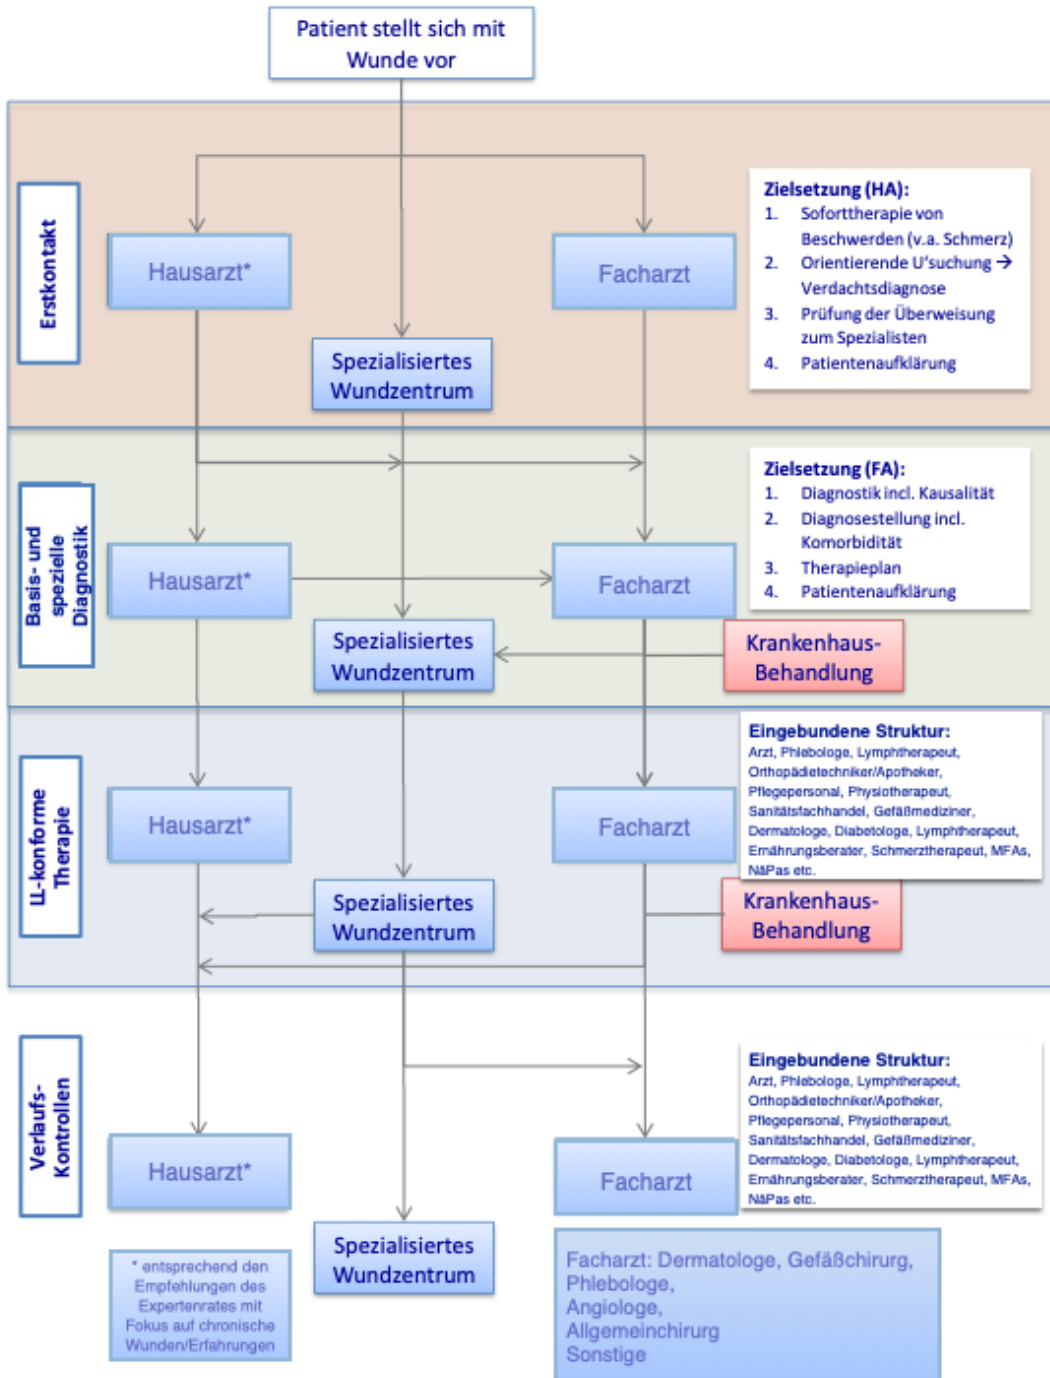 Patient stellt sich mit
Wunde vor
Erstkontakt
Hausarzt*
Facharzt
Spezialisiertes
Wundzentrum
Zielsetzung (HA):
1. Soforttherapie von
Beschwerden (v.a. Schmerz)
2. Orientierende U'suchung →
Verdachtsdiagnose
3. Prüfung der Überweisung
zum Spezialisten
4. Patientenaufklärung
Basis- und
spezielle
Diagnostik
Hausarzt*
Facharzt
Spezialisiertes
Wundzentrum
Zielsetzung (FA):
1. Diagnostik incl. Kausalität
2. Diagnosestellung incl.
Komorbidität
3. Therapieplan
4. Patientenaufklärung
Krankenhaus-
Behandlung
LL-konforme
Therapie
Hausarzt*
Facharzt
Spezialisiertes
Wundzentrum
Eingebundene Struktur:
Arzt, Phlebologe, Lymphtherapeut,
Orthopädietechniker/Apotheker,
Pflegepersonal, Physiotherapeut,
Sanitätsfachhandel, Gefäßmediziner,
Dermatologe, Diabetologe, Lymphtherapeut,
Ernährungsberater, Schmerztherapeut, MFAs,
NäPas etc.
Krankenhaus-
Behandlung
Verlaufs-
Kontrollen
Hausarzt*
Facharzt
Spezialisiertes
Wundzentrum
Eingebundene Struktur:
Arzt, Phlebologe, Lymphtherapeut,
Orthopädietechniker/Apotheker,
Pflegepersonal, Physiotherapeut,
Sanitätsfachhandel, Gefäßmediziner,
Dermatologe, Diabetologe, Lymphtherapeut,
Ernährungsberater, Schmerztherapeut, MFAs,
NäPas etc.
* entsprechend den
Empfehlungen des
Expertenrates mit
Fokus auf chronische
Wunden/Erfahrungen
Facharzt: Dermatologe, Gefäßchirurg,
Phlebologe,
Angiologe,
Allgemeinchirurg
Sonstige